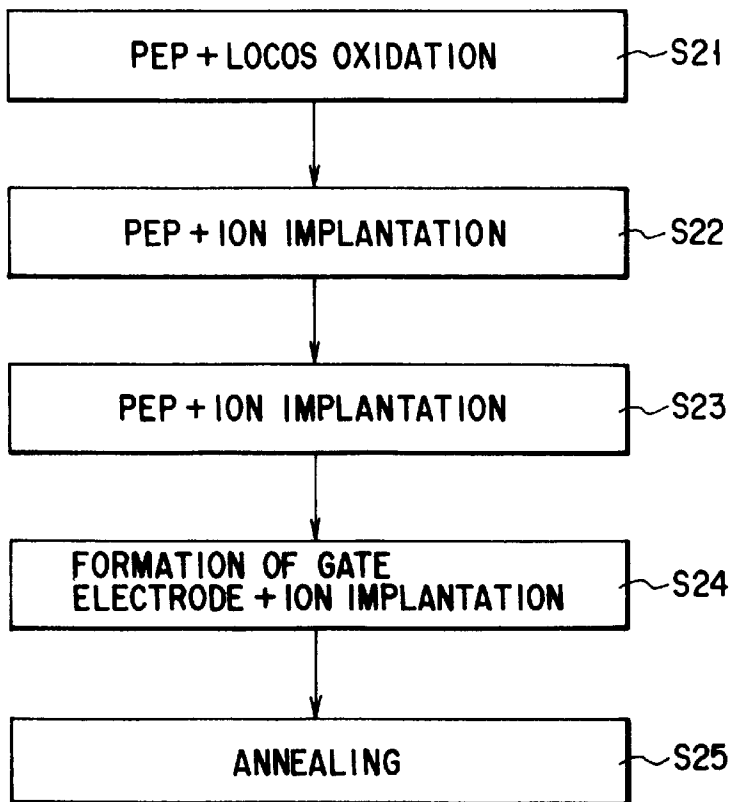 PEP + LOCOS OXIDATION
S21
PEP + ION IMPLANTATION
S22
PEP + ION IMPLANTATION
S23
FORMATION OF GATE
ELECTRODE + ION IMPLANTATION
S24
ANNEALING
S25